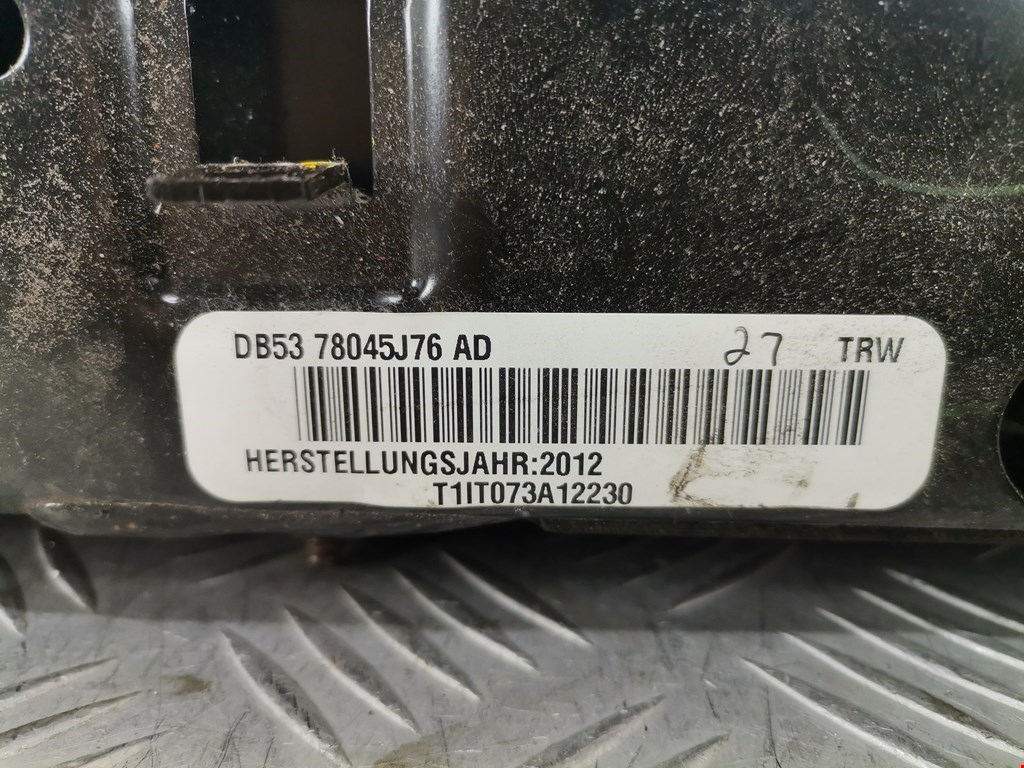 DB53 78045J76 AD 27 TRW
HERSTELLUNGSJAHR:2012
T1IT073A12230